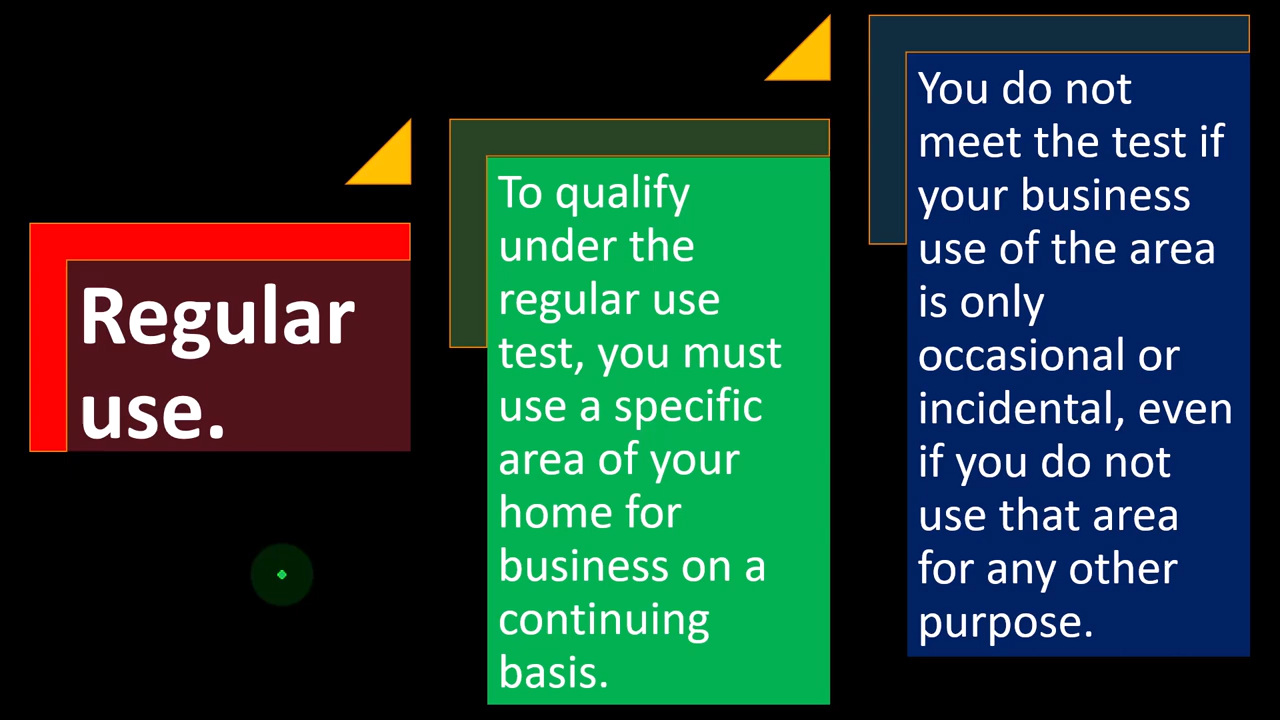 Regular
use.
To qualify
under the
regular use
test, you must
use a specific
area of your
home for
business on a
continuing
basis.
You do not
meet the test if
your business
use of the area
is only
occasional or
incidental, even
if you do not
use that area
for any other
purpose.